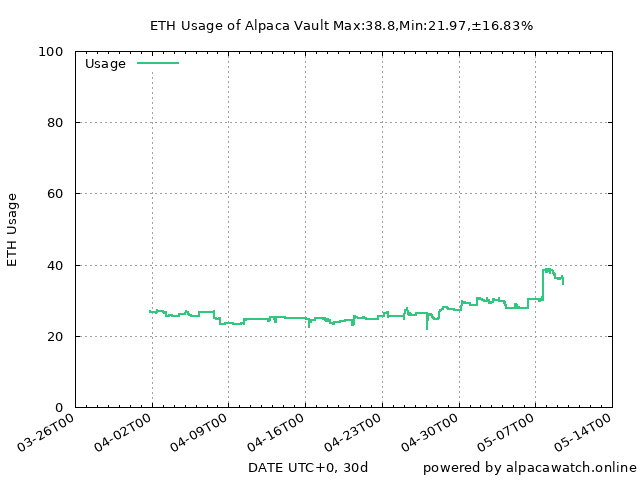 ETH Usage of Alpaca Vault Max:38.8,Min:21.97,±16.83%
Usage
100
80
60
40
20
0
ETH Usage
03-26T00
04-02T00
04-09T00
04-16T00
04-23T00
04-30T00
05-07T00
05-14T00
DATE UTC+0, 30d
powered by alpacawatch.online